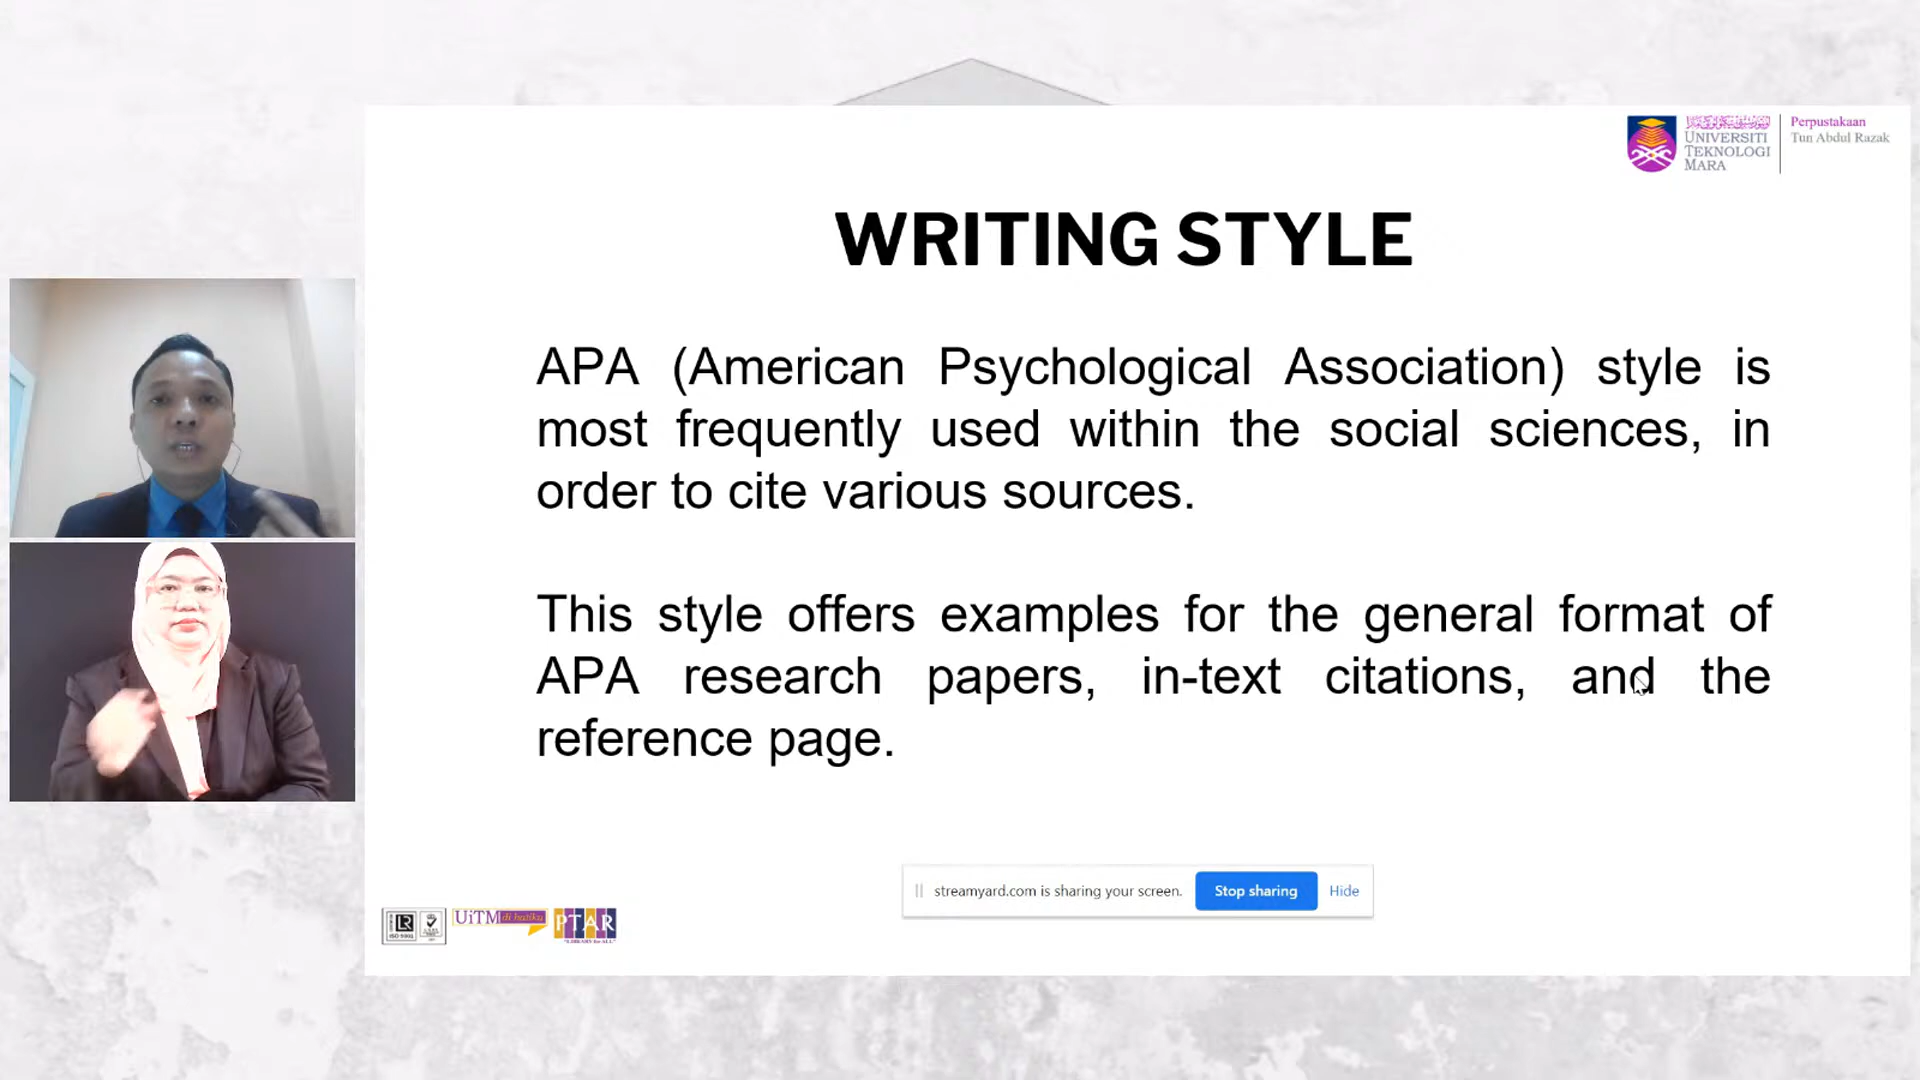 UNIVERSITI
TEKNOLOGI
MARA
Perpustakaan
Tun Abdul Razak
WRITING STYLE
APA (American Psychological Association) style is
most frequently used within the social sciences, in
order to cite various sources.
This style offers examples for the general format of
APA research papers, in-text citations, and the
reference page.
streamyard.com is sharing your screen.
Stop sharing
Hide
LR
UiTM di hatiku
PTAR
"LIBRARY for ALL"